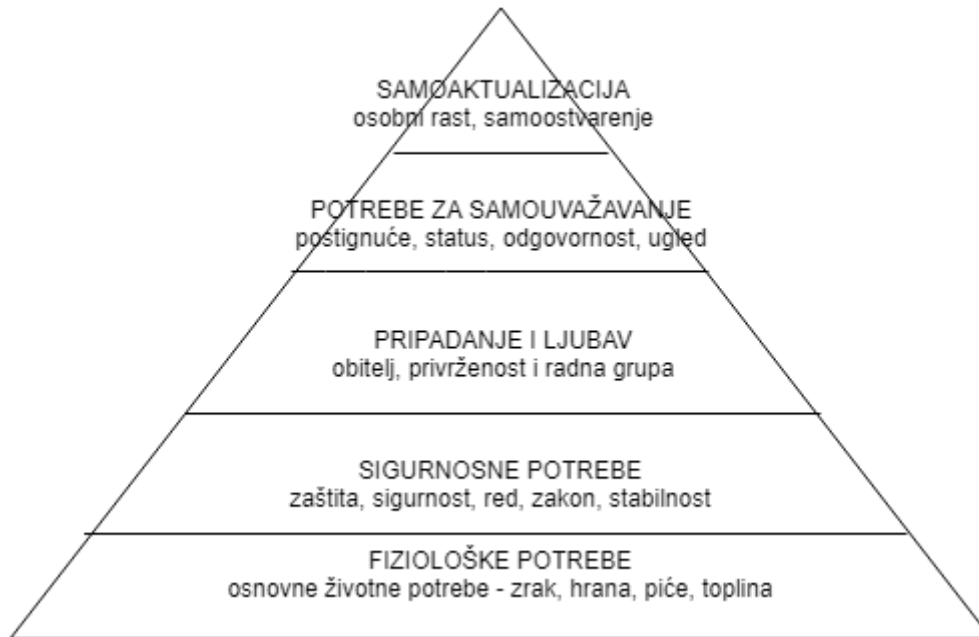 SAMOAKTUALIZACIJA
osobni rast, samoostvarenje
POTREBE ZA SAMOUVAŽAVANJE
postignuće, status, odgovornost, ugled
PRIPADANJE I LJUBAV
obitelj, privrženost i radna grupa
SIGURNOSNE POTREBE
zaštita, sigurnost, red, zakon, stabilnost
FIZIOLOŠKE POTREBE
osnovne životne potrebe - zrak, hrana, piće, toplina